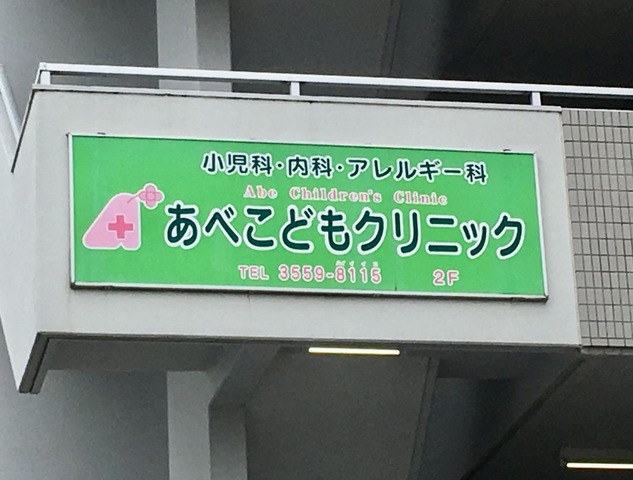 小児科・内科・アレルギー科
Abe Children's Clinic
あべこどもクリニック
TEL 3559-8115 2F